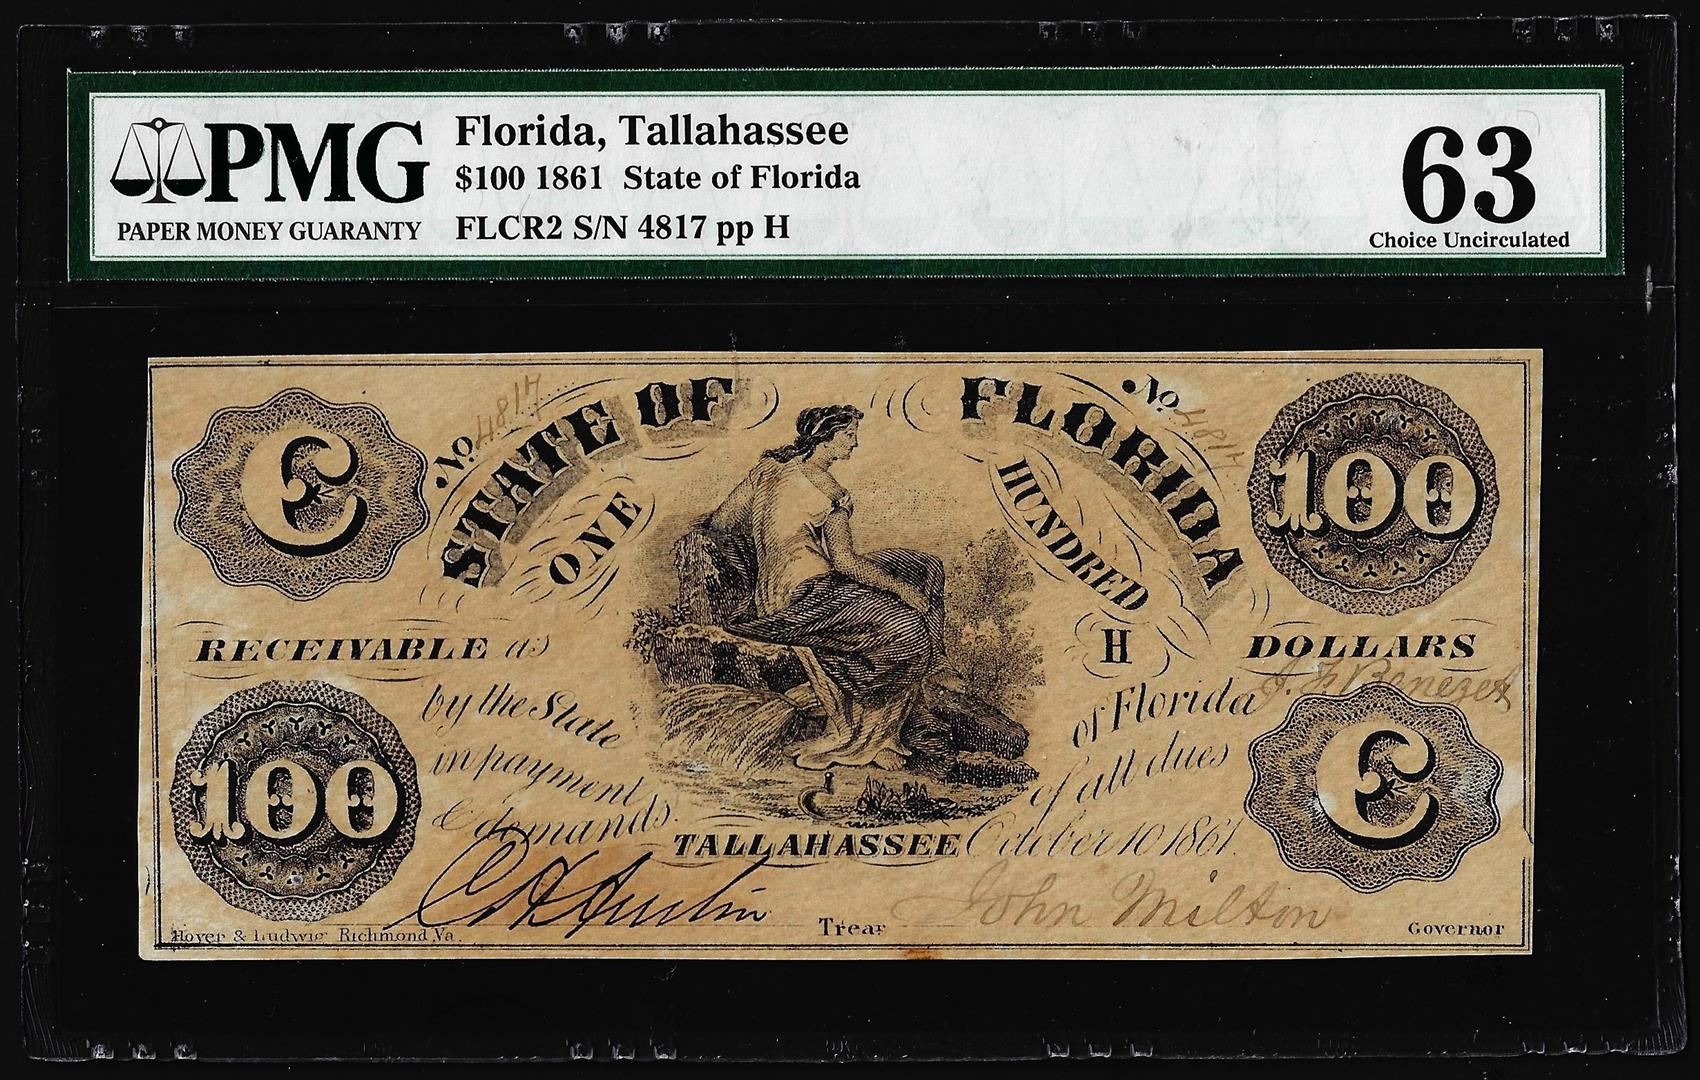 PMG
PAPER MONEY GUARANTY
Florida, Tallahassee
$100 1861 State of Florida
FLCR2 S/N 4817 pp H
63
Choice Uncirculated
No. 4817
No. 4817
STATE OF FLORIDA
C
100
ONE HUNDRED
H
RECEIVABLE as
DOLLARS
by the State
of Florida
in payment
of all dues
& demands.
100
C
TALLAHASSEE October 10 1861.
C H Austin
Trear
John Milton
Governor
Hoyer & Ludwig Richmond, Va.